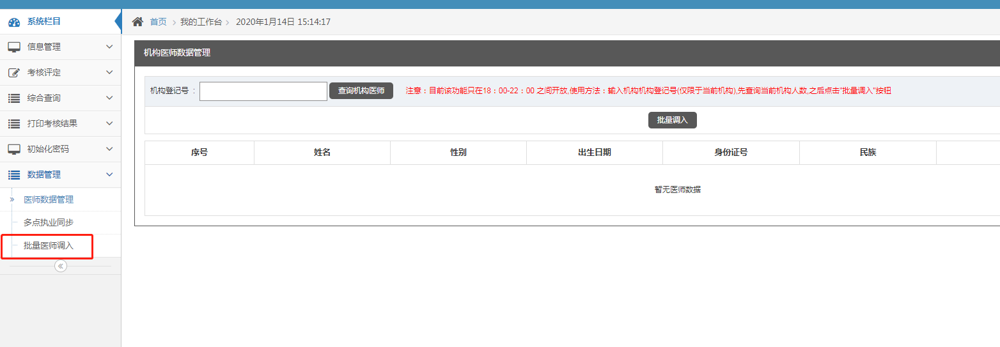 系统栏目
首页
我的工作台
2020年1月14日 15:14:17
信息管理
考核评定
综合查询
打印考核结果
初始化密码
数据管理
医师数据管理
多点执业同步
批量医师调入
机构医师数据管理
机构登记号 ： 查询机构医师 注意：目前该功能只在18：00-22：00 之间开放,使用方法：输入机构机构登记号(仅限于当前机构),先查询当前机构人数,之后点击"批量调入"按钮
批量调入
序号 姓名 性别 出生日期 身份证号 民族
暂无医师数据